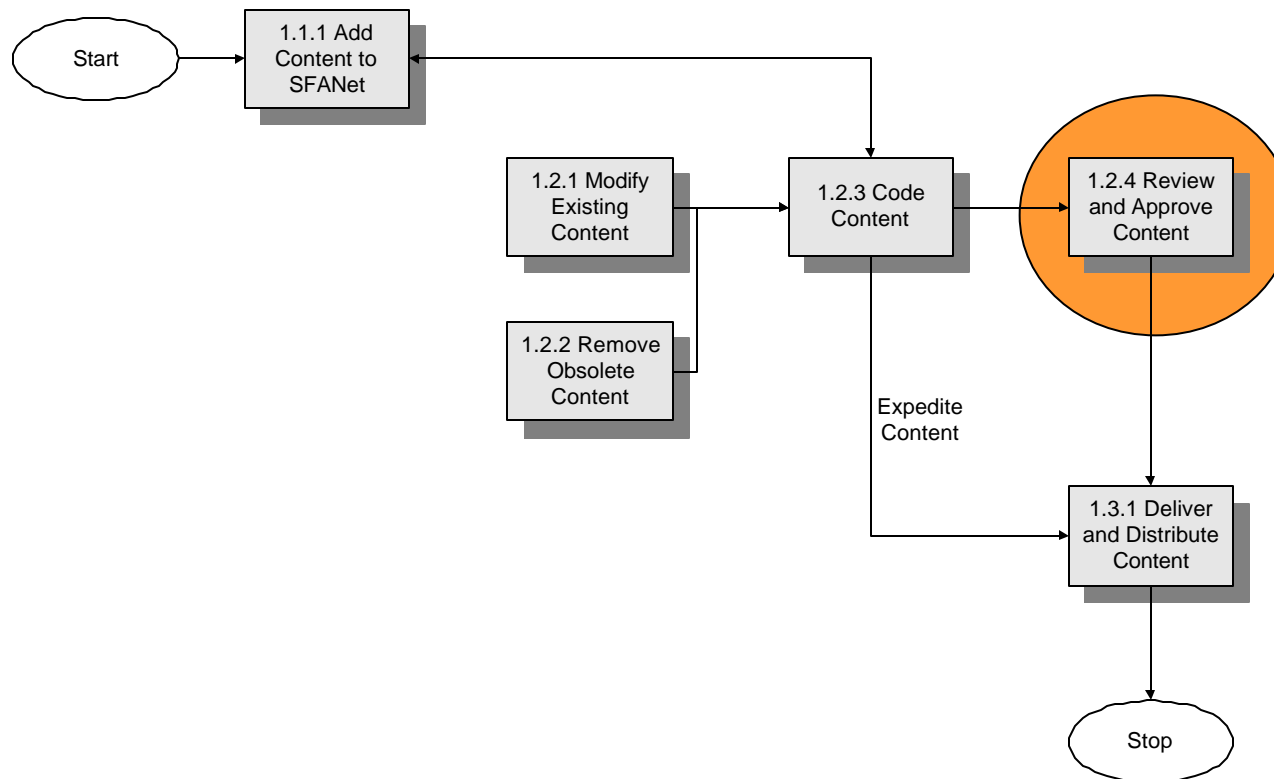 Start
1.1.1 Add
Content to
SFANet
1.2.1 Modify
Existing
Content
1.2.3 Code
Content
1.2.4 Review
and Approve
Content
1.2.2 Remove
Obsolete
Content
Expedite
Content
1.3.1 Deliver
and Distribute
Content
Stop